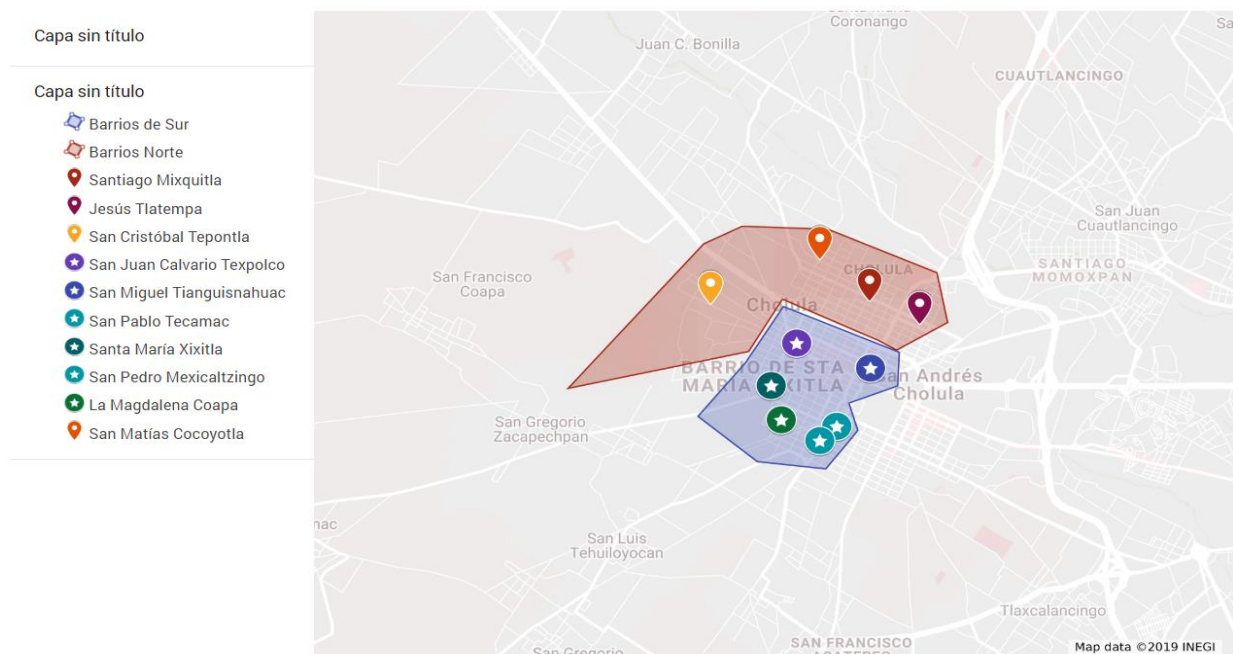 Capa sin título
Capa sin título
Barrios de Sur
Barrios Norte
Santiago Mixquitla
Jesús Tlatempa
San Cristóbal Tepontla
San Juan Calvario Texpolco
San Miguel Tianguisnahuac
San Pablo Tecamac
Santa María Xixitla
San Pedro Mexicaltzingo
La Magdalena Coapa
San Matías Cocoyotla
Coronango
Juan C. Bonilla
CUAUTLANCINGO
San Juan
Cuautlancingo
SANTIAGO
MOMOXPAN
San Francisco
Coapa
CHOLULA
Cholula
BARRIO DE STA
MARÍA XIXITLA
San Andrés
Cholula
San Gregorio
Zacapechpan
nac
San Luis
Tehuiloyocan
Tlaxcalancingo
SAN FRANCISCO
San Gregorio
Map data ©2019 INEGI